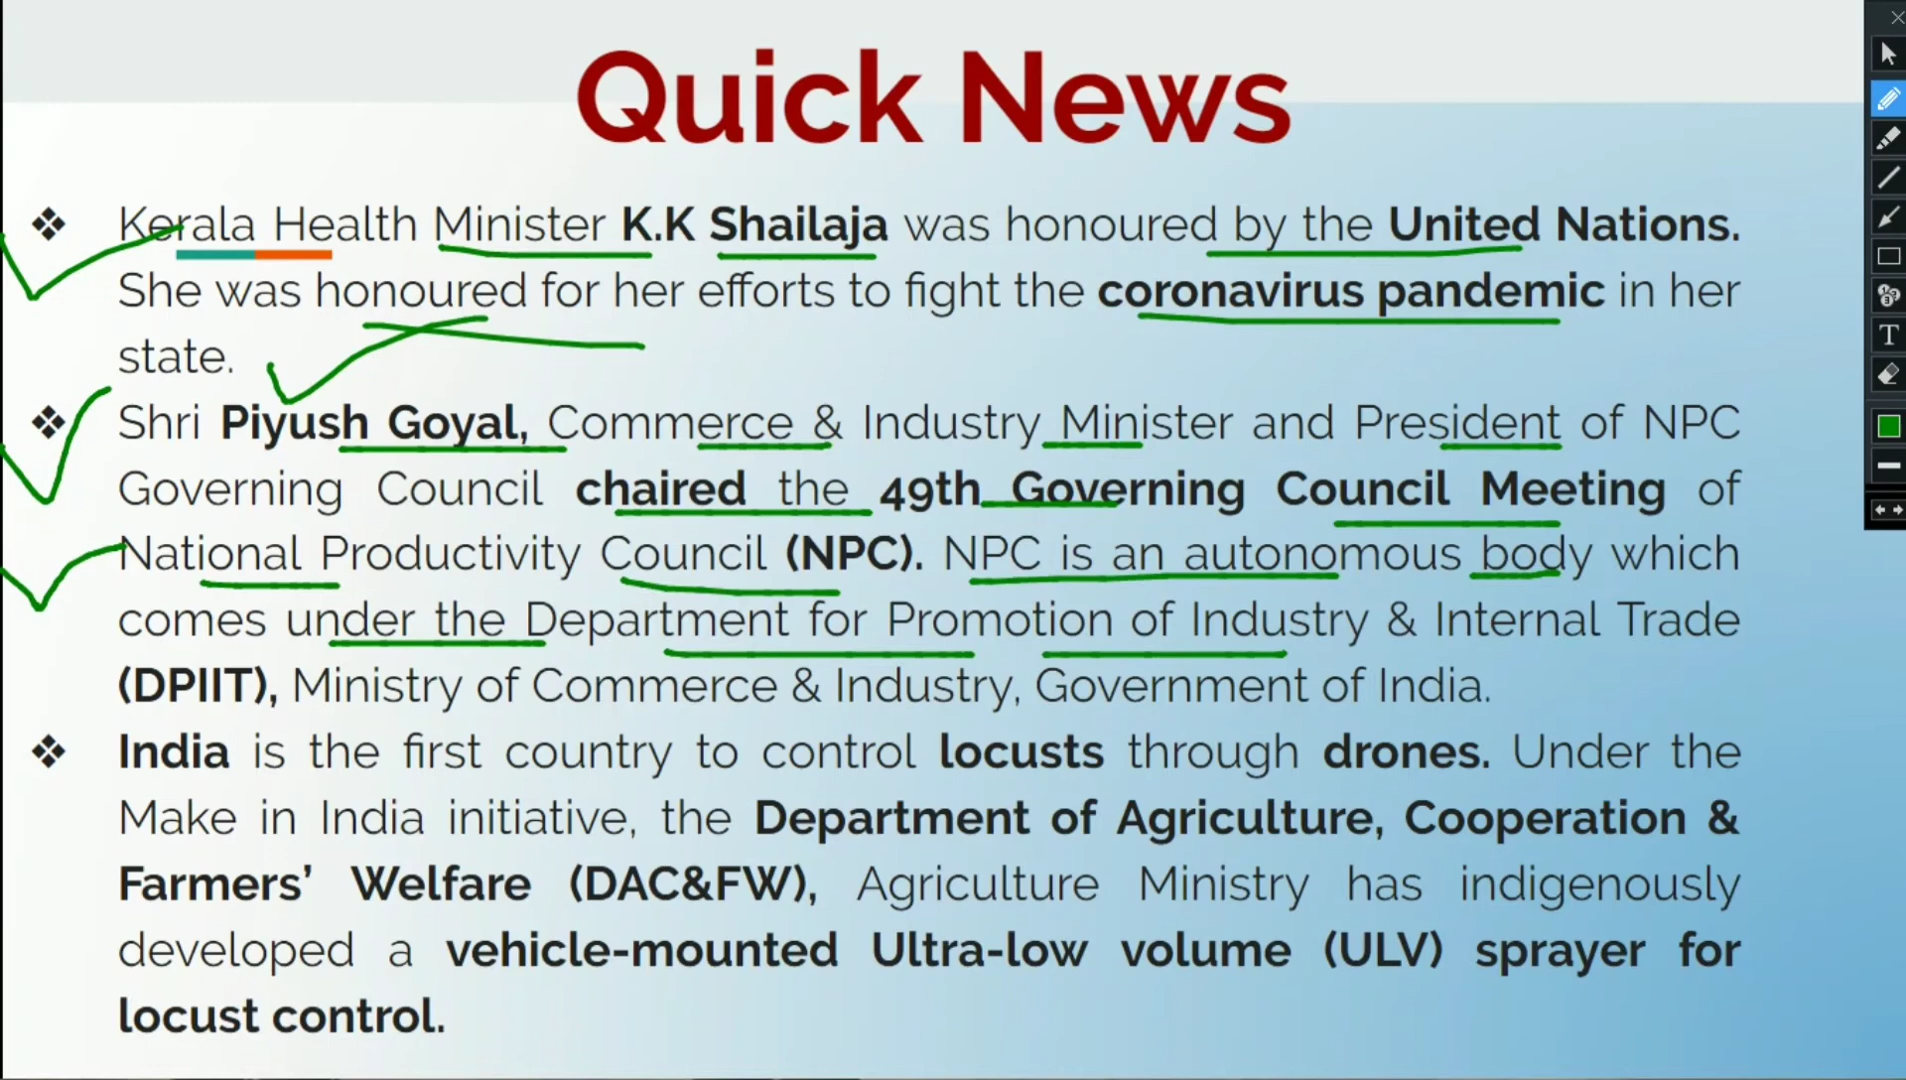 Quick News
❖ Kerala Health Minister K.K Shailaja was honoured by the United Nations.
She was honoured for her efforts to fight the coronavirus pandemic in her
state.
❖ Shri Piyush Goyal, Commerce & Industry Minister and President of NPC
Governing Council chaired the 49th Governing Council Meeting of
National Productivity Council (NPC). NPC is an autonomous body which
comes under the Department for Promotion of Industry & Internal Trade
(DPIIT), Ministry of Commerce & Industry, Government of India.
❖ India is the first country to control locusts through drones. Under the
Make in India initiative, the Department of Agriculture, Cooperation &
Farmers’ Welfare (DAC&FW), Agriculture Ministry has indigenously
developed a vehicle-mounted Ultra-low volume (ULV) sprayer for
locust control.